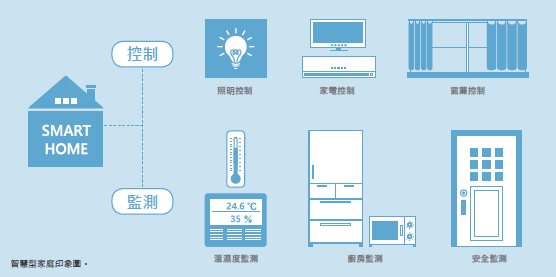 控制
照明控制
家電控制
窗簾控制
SMART
HOME
監測
24.6 ℃
35 %
溫濕度監測
廚房監測
安全監測
智慧型家庭印象圖。